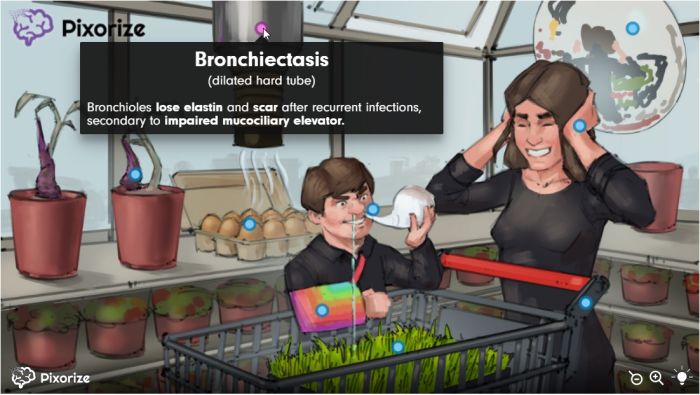 Pixorize
Bronchiectasis
(dilated hard tube)
Bronchioles lose elastin and scar after recurrent infections,
secondary to impaired mucociliary elevator.
Pixorize